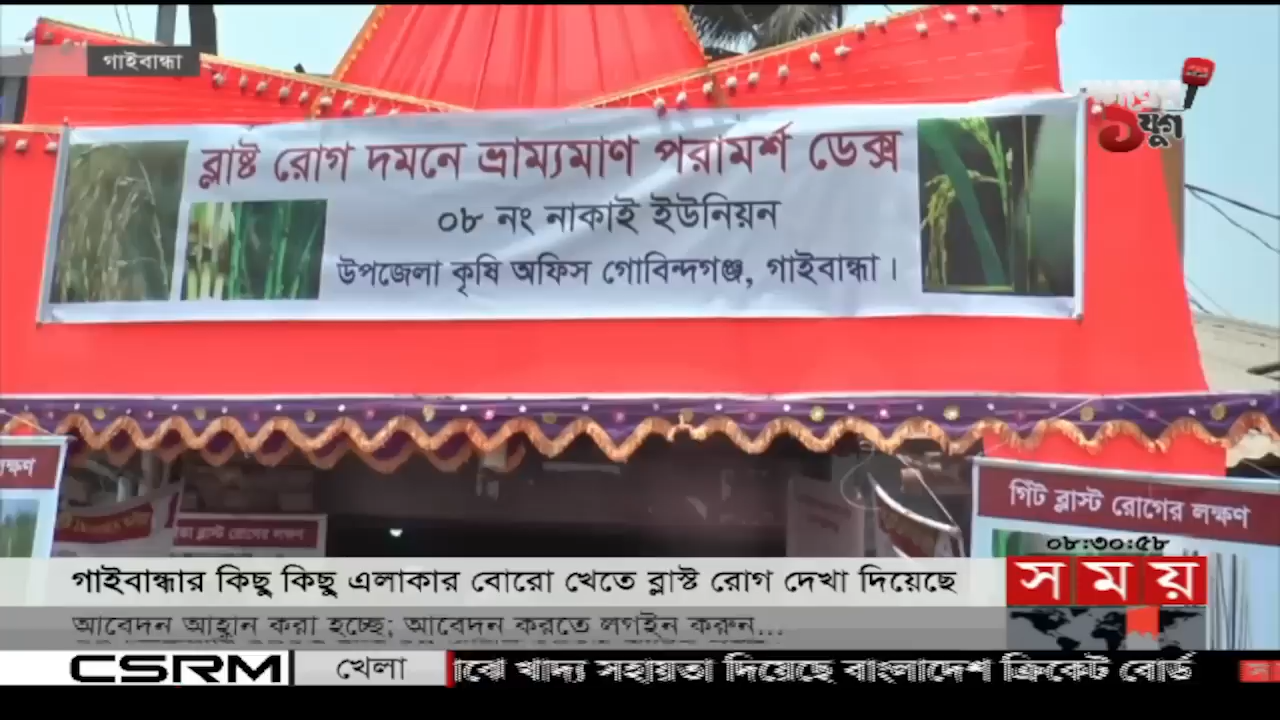 গাইবান্ধা
১যুগ
ব্লাষ্ট রোগ দমনে ভ্রাম্যমাণ পরামর্শ ডেক্স
০৮ নং নাকাই ইউনিয়ন
উপজেলা কৃষি অফিস গোবিন্দগঞ্জ, গাইবান্ধা।
গিঁট ব্লাস্ট রোগের লক্ষণ
ব্লাস্ট রোগের লক্ষণ
০৮:৩০:৫৮
গাইবান্ধার কিছু কিছু এলাকার বোরো খেতে ব্লাস্ট রোগ দেখা দিয়েছে
সময়
আবেদন আহ্বান করা হচ্ছে; আবেদন করতে লগইন করুন...
CSRM
খেলা
মাঝে খাদ্য সহায়তা দিয়েছে বাংলাদেশ ক্রিকেট বোর্ড